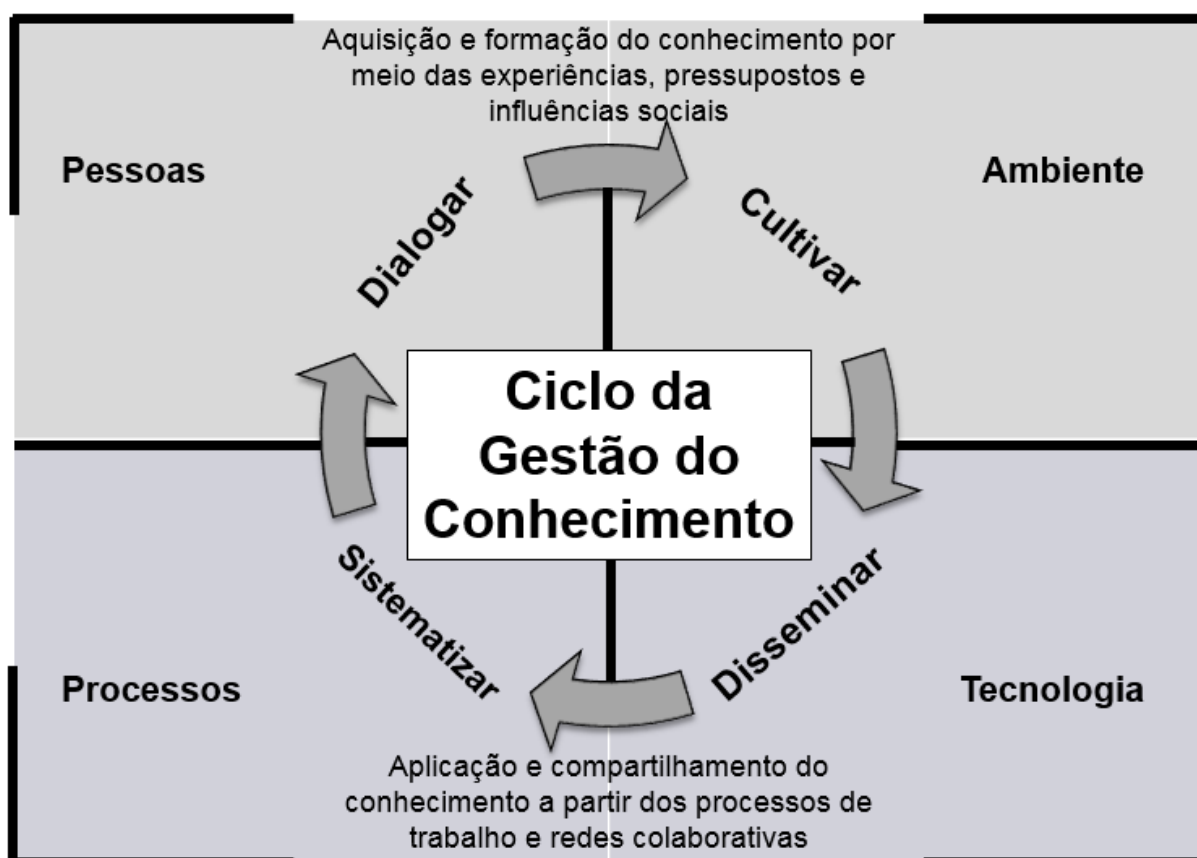 Aquisição e formação do conhecimento por
meio das experiências, pressupostos e
influências sociais
Pessoas
Ambiente
Dialogar
Cultivar
Ciclo da
Gestão do
Conhecimento
Sistematizar
Disseminar
Processos
Tecnologia
Aplicação e compartilhamento do
conhecimento a partir dos processos de
trabalho e redes colaborativas